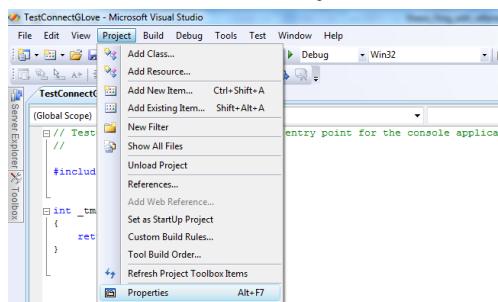 TestConnectGLove - Microsoft Visual Studio
File Edit View Project Build Debug Tools Test Window Help
Debug Win32
TestConnectG
(Global Scope)
Server Explorer
Toolbox
Add Class...
Add Resource...
Add New Item... Ctrl+Shift+A
Add Existing Item... Shift+Alt+A
New Filter
Show All Files
Unload Project
References...
Add Web Reference...
Set as StartUp Project
Custom Build Rules...
Tool Build Order...
Refresh Project Toolbox Items
Properties Alt+F7
// Test entry point for the console applica
//
#includ
int _tm
{
ret
}